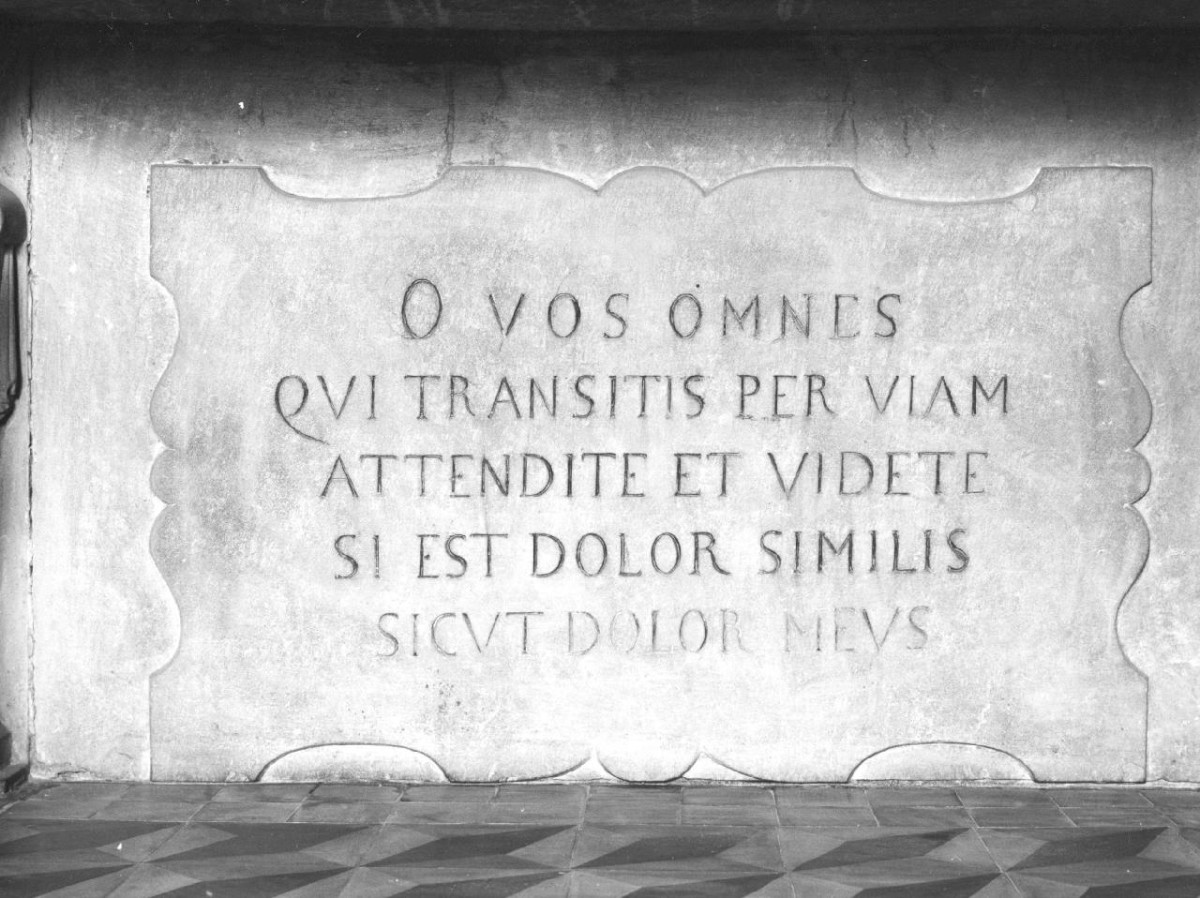 O VOS OMNES
QVI TRANSITIS PER VIAM
ATTENDITE ET VIDETE
SI EST DOLOR SIMILIS
SICVT DOLOR MEVS